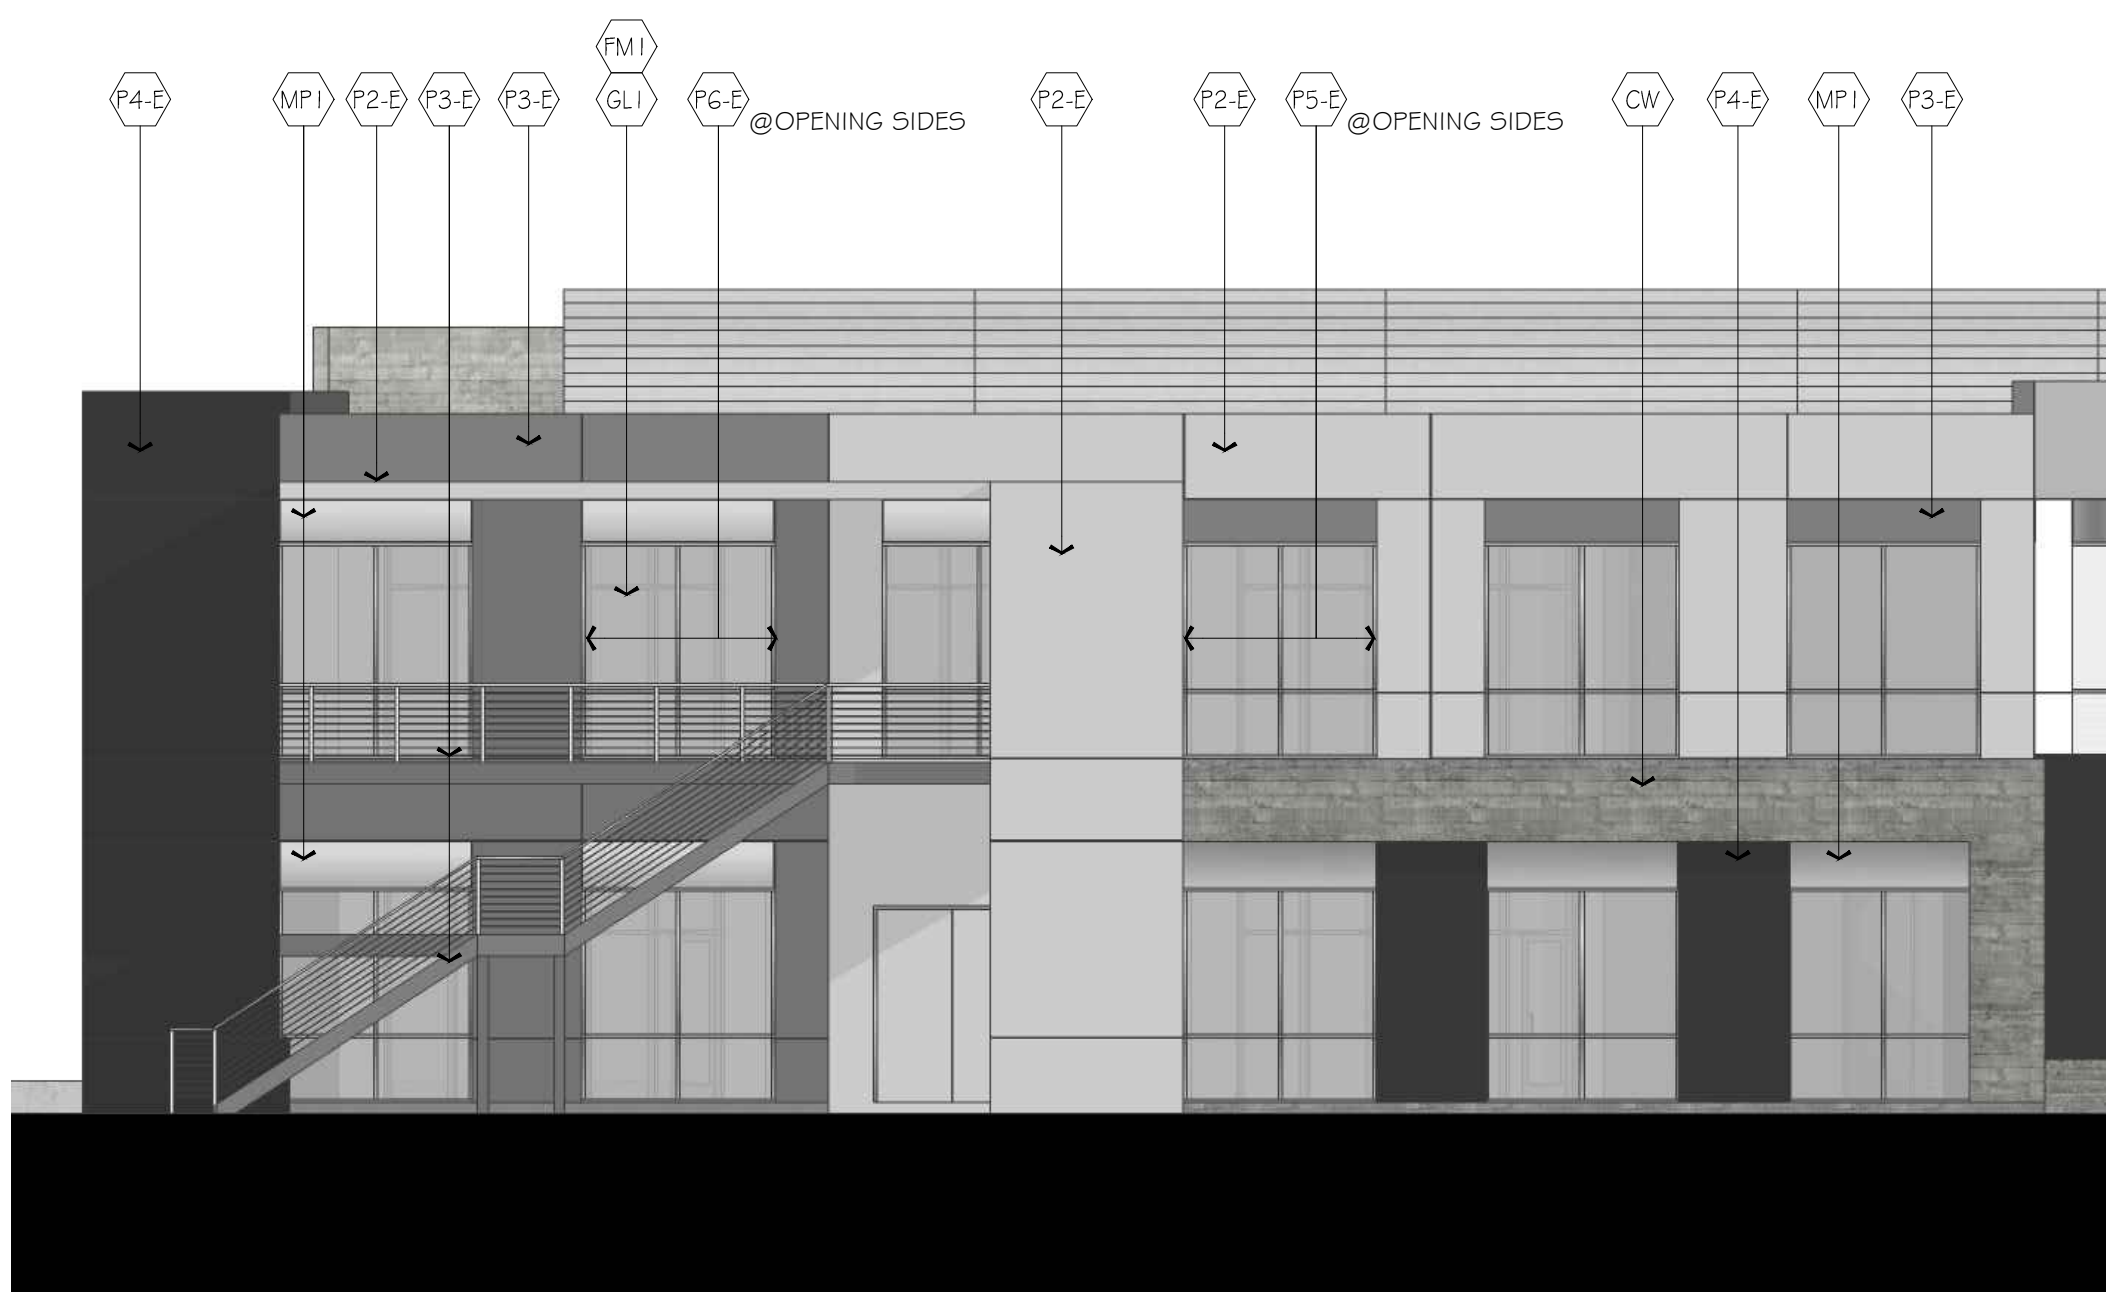 FM1
P4-E MP1 P2-E P3-E P3-E GL1 P6-E P2-E P2-E P5-E CW P4-E MP1 P3-E
@OPENING SIDES @OPENING SIDES